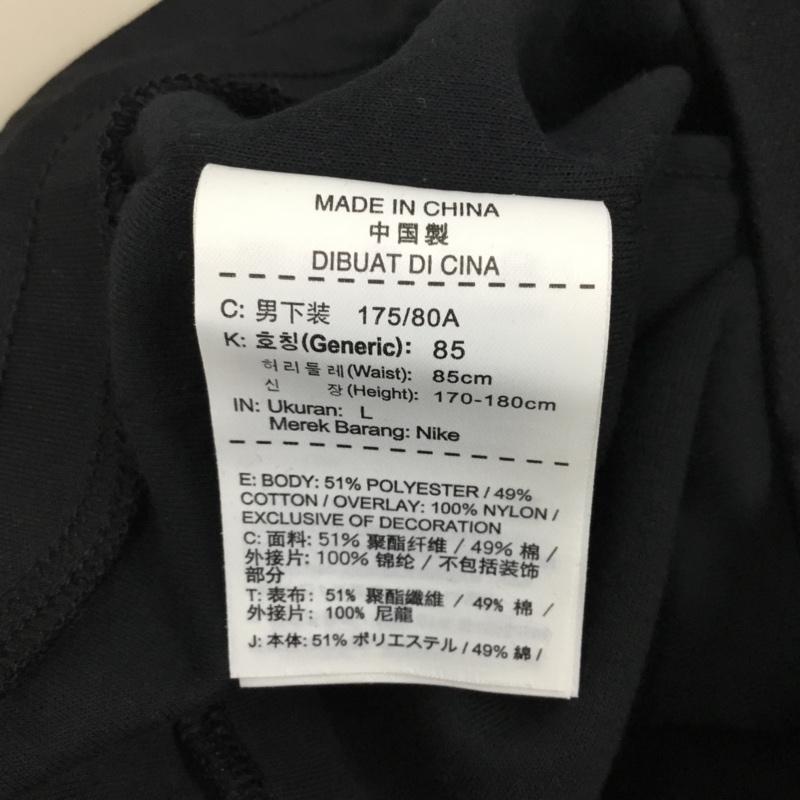 MADE IN CHINA
中国製
DIBUAT DI CINA
C: 男下装 175/80A
K: 호칭(Generic): 85
허리둘레(Waist): 85cm
신 장(Height): 170-180cm
IN: Ukuran: L
Merek Barang: Nike
E: BODY: 51% POLYESTER / 49%
COTTON / OVERLAY: 100% NYLON /
EXCLUSIVE OF DECORATION
C: 面料: 51% 聚酯纤维 / 49% 棉 /
外接片: 100% 锦纶 / 不包括装饰
部分
T: 表布: 51% 聚酯纖維 / 49% 棉 /
外接片: 100% 尼龍
J: 本体: 51% ポリエステル / 49% 綿 /